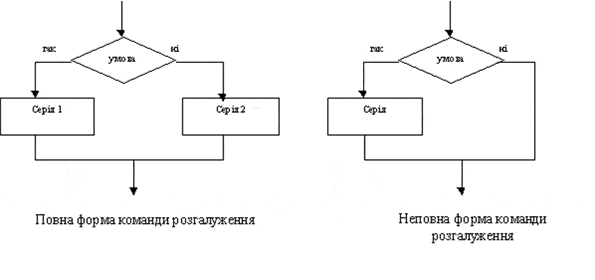 так
умова
ні
Серія 1
Серія 2
Повна форма команди розгалуження
так
умова
ні
Серія
Неповна форма команди
розгалуження